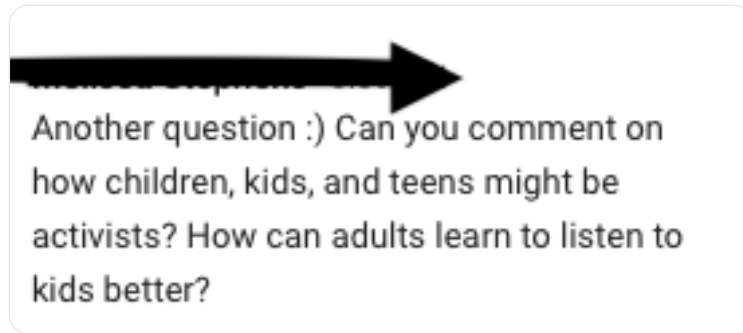 Another question :) Can you comment on
how children, kids, and teens might be
activists? How can adults learn to listen to
kids better?